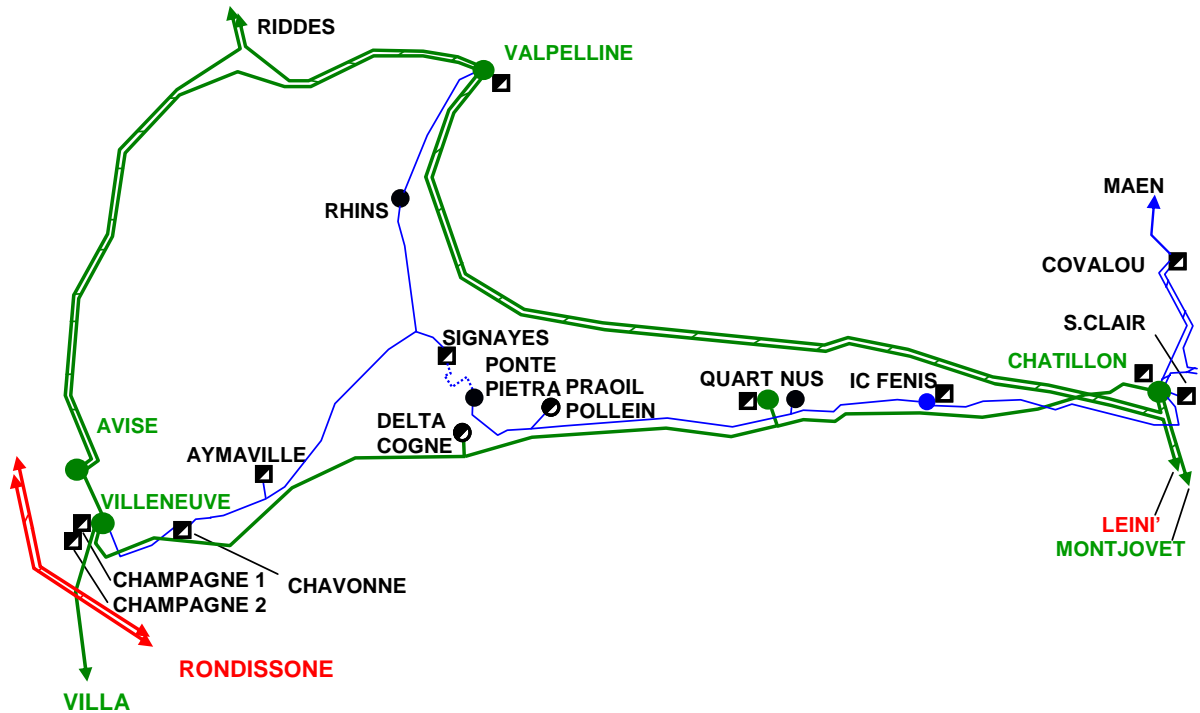 RIDDES
VALPELLINE
MAEN
RHINS
COVALOU
S.CLAIR
SIGNAYES
PONTE
PIETRA
PRAOIL
POLLEIN
QUART NUS
IC FENIS
CHATILLON
DELTA
COGNE
AVISE
AYMAVILLE
VILLENEUVE
LEINI'
MONTJOVET
CHAMPAGNE 1
CHAMPAGNE 2
CHAVONNE
RONDISSONE
VILLA